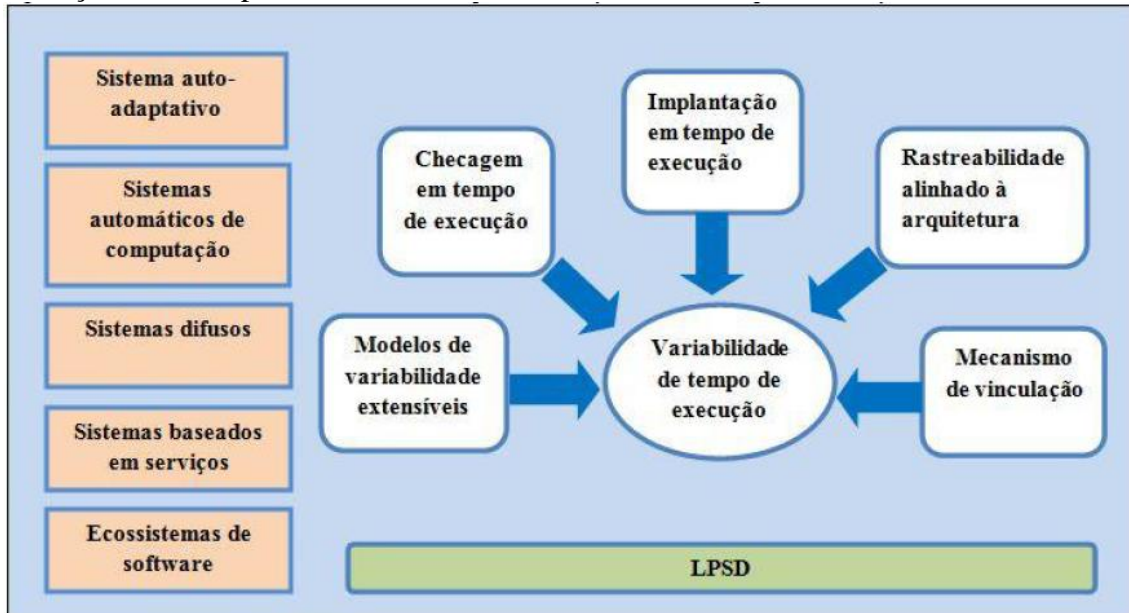 Sistema auto-
adaptativo
Sistemas
automáticos de
computação
Sistemas difusos
Sistemas baseados
em serviços
Ecossistemas de
software
Checagem
em tempo
de execução
Implantação
em tempo de
execução
Rastreabilidade
alinhado à
arquitetura
Modelos de
variabilidade
extensíveis
Variabilidade
de tempo de
execução
Mecanismo
de vinculação
LPSD